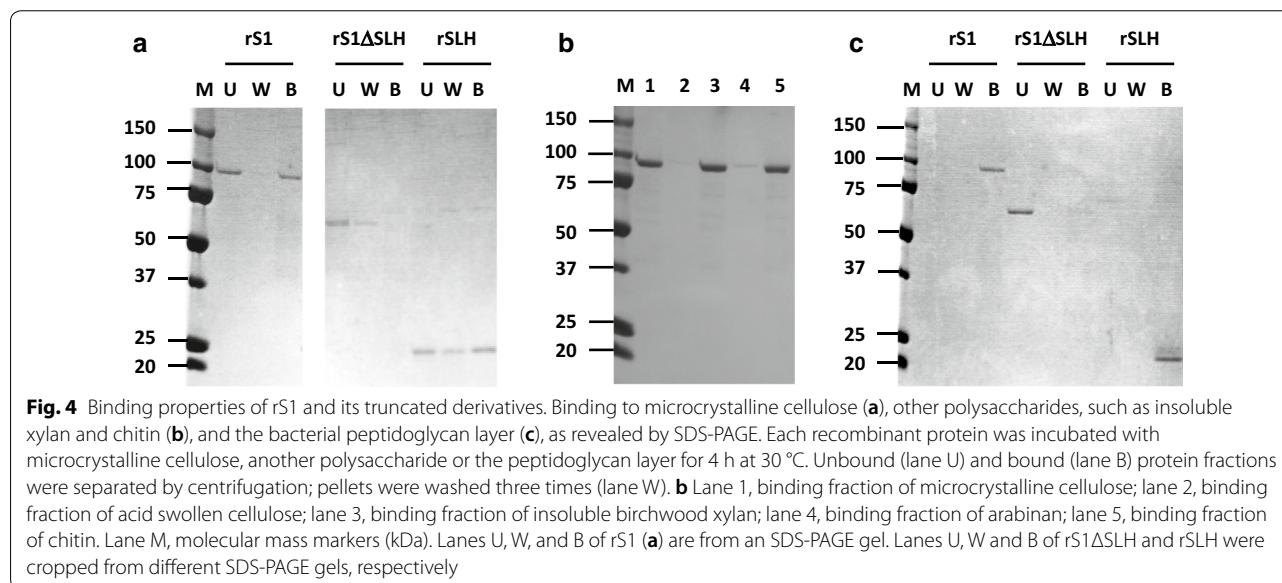 a
rS1 rS1ΔSLH rSLH
M U W B U W B U W B
150
100
75
50
37
25
20
b
M 1 2 3 4 5
150
100
75
50
37
25
20
c
rS1 rS1ΔSLH rSLH
M U W B U W B U W B
150
100
75
50
37
25
20
Fig. 4 Binding properties of rS1 and its truncated derivatives. Binding to microcrystalline cellulose (a), other polysaccharides, such as insoluble
xylan and chitin (b), and the bacterial peptidoglycan layer (c), as revealed by SDS-PAGE. Each recombinant protein was incubated with
microcrystalline cellulose, another polysaccharide or the peptidoglycan layer for 4 h at 30 °C. Unbound (lane U) and bound (lane B) protein fractions
were separated by centrifugation; pellets were washed three times (lane W). b Lane 1, binding fraction of microcrystalline cellulose; lane 2, binding
fraction of acid swollen cellulose; lane 3, binding fraction of insoluble birchwood xylan; lane 4, binding fraction of arabinan; lane 5, binding fraction
of chitin. Lane M, molecular mass markers (kDa). Lanes U, W, and B of rS1 (a) are from an SDS-PAGE gel. Lanes U, W and B of rS1ΔSLH and rSLH were
cropped from different SDS-PAGE gels, respectively